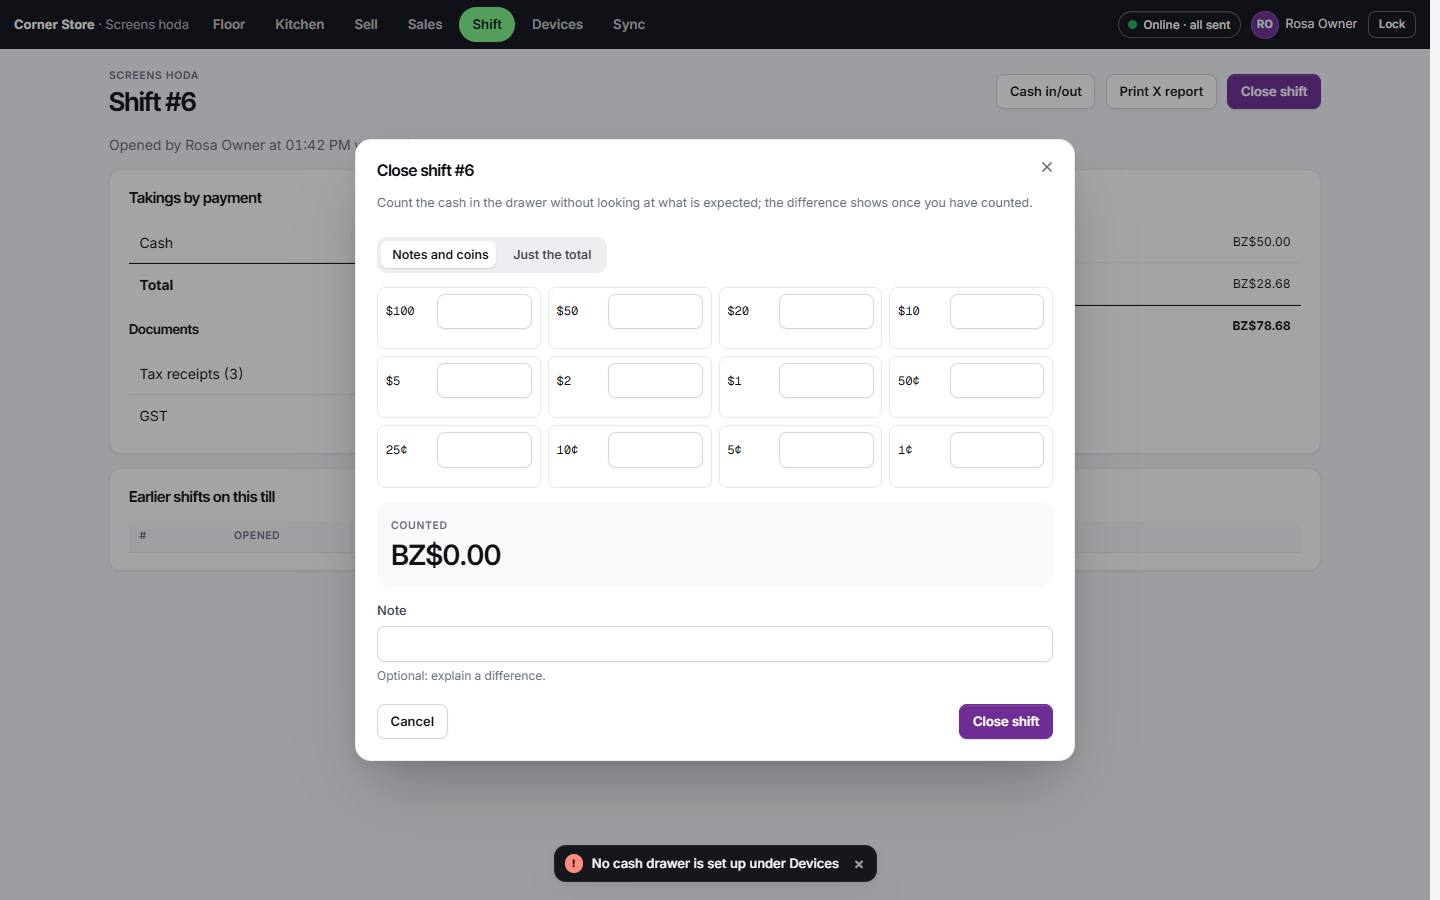 Corner Store · Screens hoda
Floor
Kitchen
Sell
Sales
Shift
Devices
Sync
Online · all sent
RO
Rosa Owner
Lock
SCREENS HODA
Shift #6
Cash in/out
Print X report
Close shift
Opened by Rosa Owner at 01:42 PM
Takings by payment
Cash
Total
Documents
Tax receipts (3)
GST
BZ$50.00
BZ$28.68
BZ$78.68
Earlier shifts on this till
#
OPENED
Close shift #6
×
Count the cash in the drawer without looking at what is expected; the difference shows once you have counted.
Notes and coins
Just the total
$100
$50
$20
$10
$5
$2
$1
50¢
25¢
10¢
5¢
1¢
COUNTED
BZ$0.00
Note
Optional: explain a difference.
Cancel
Close shift
! No cash drawer is set up under Devices ×